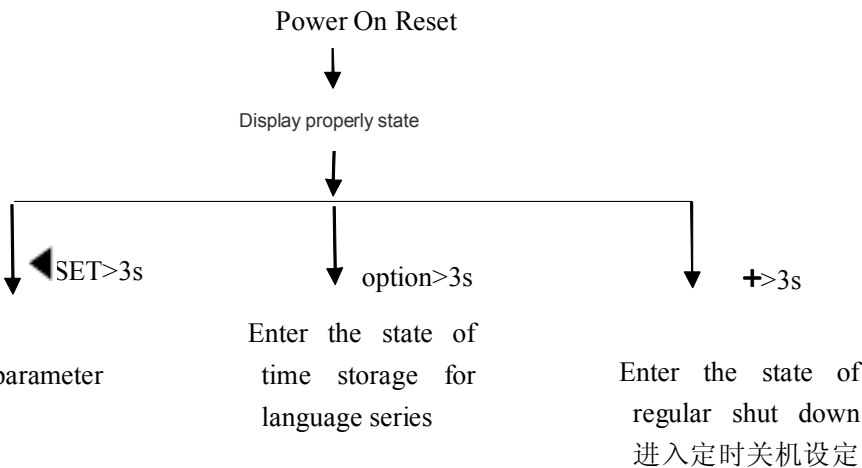 Power On Reset
Display properly state
SET>3s
option>3s
+>3s
Enter the state of
time storage for
language series
parameter
Enter the state of
regular shut down
进入定时关机设定